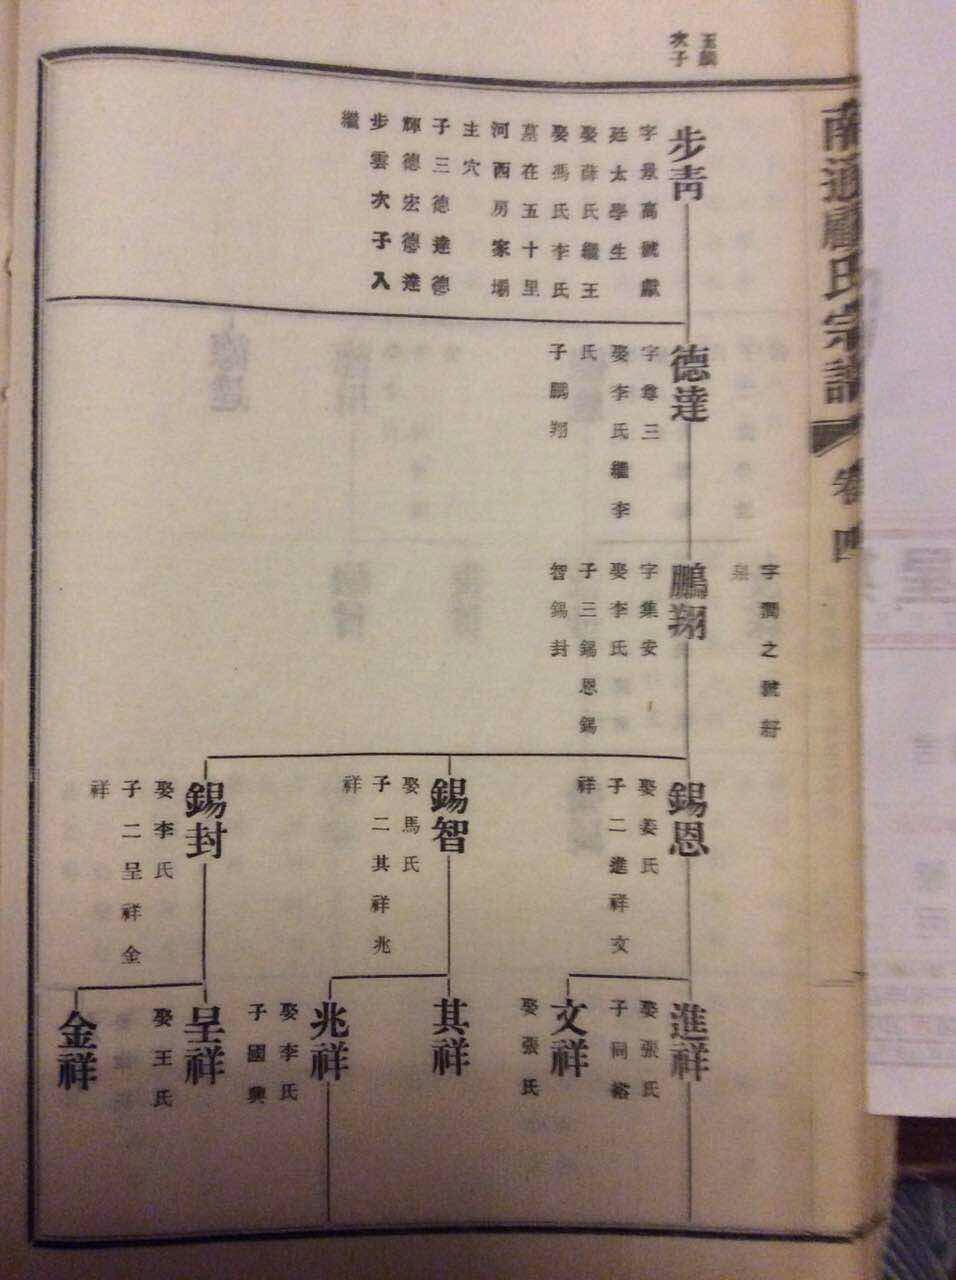 南通顧氏宗譜
卷四
玉麟
次子
步青
字景高號獻
廷太學生
娶薛氏繼王
娶馮氏李氏
墓在五十里
河西房家壩
主穴
子三德達德
輝德宏德達
步雲次子入
繼
德達
字尊三
娶李氏繼李
氏
子鵬翔
字潤之號
泉
鵬翔
字集安
娶李氏
子三錫恩錫
智錫封
錫恩
娶姜氏
子二進祥文
祥
錫智
娶馬氏
子二其祥兆
祥
錫封
娶李氏
子二呈祥金
祥
進祥
娶張氏
子同裕
文祥
娶張氏
其祥
兆祥
娶李氏
子國興
呈祥
娶王氏
金祥